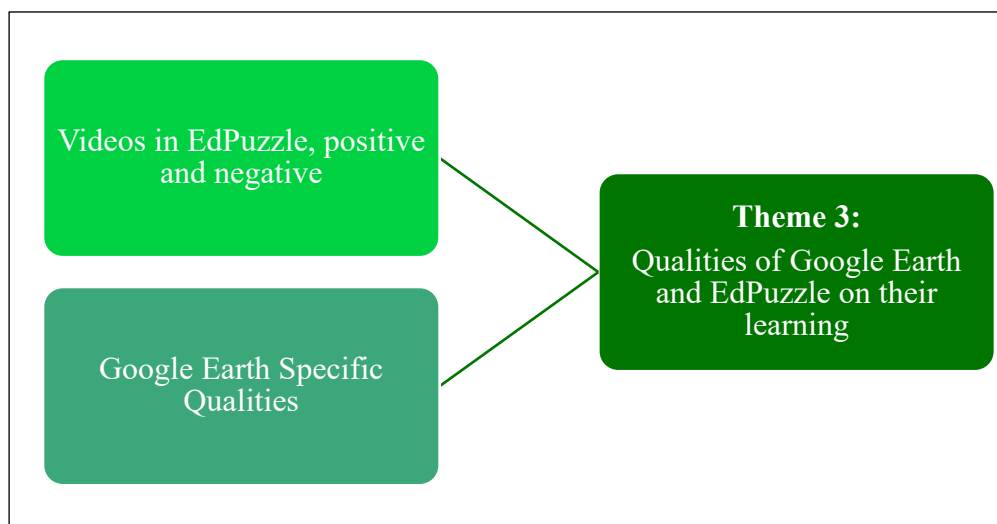 Videos in EdPuzzle, positive
and negative
Google Earth Specific
Qualities
Theme 3:
Qualities of Google Earth
and EdPuzzle on their
learning